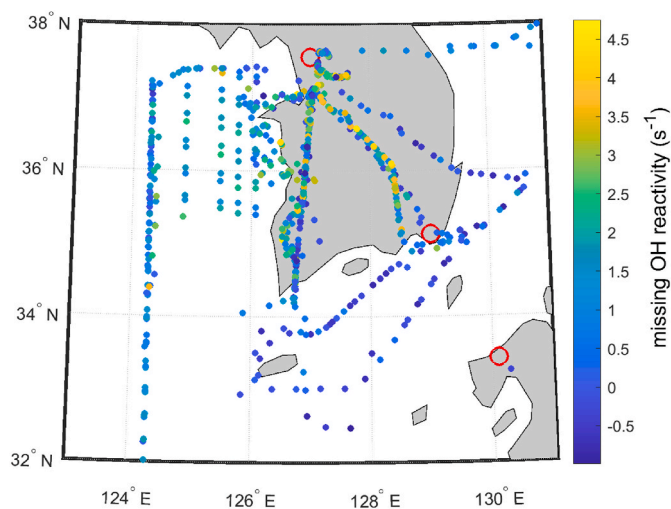 38° N
36° N
34° N
32° N
124° E
126° E
128° E
130° E
4.5
4
3.5
3
2.5
2
1.5
1
0.5
0
-0.5
missing OH reactivity (s⁻¹)